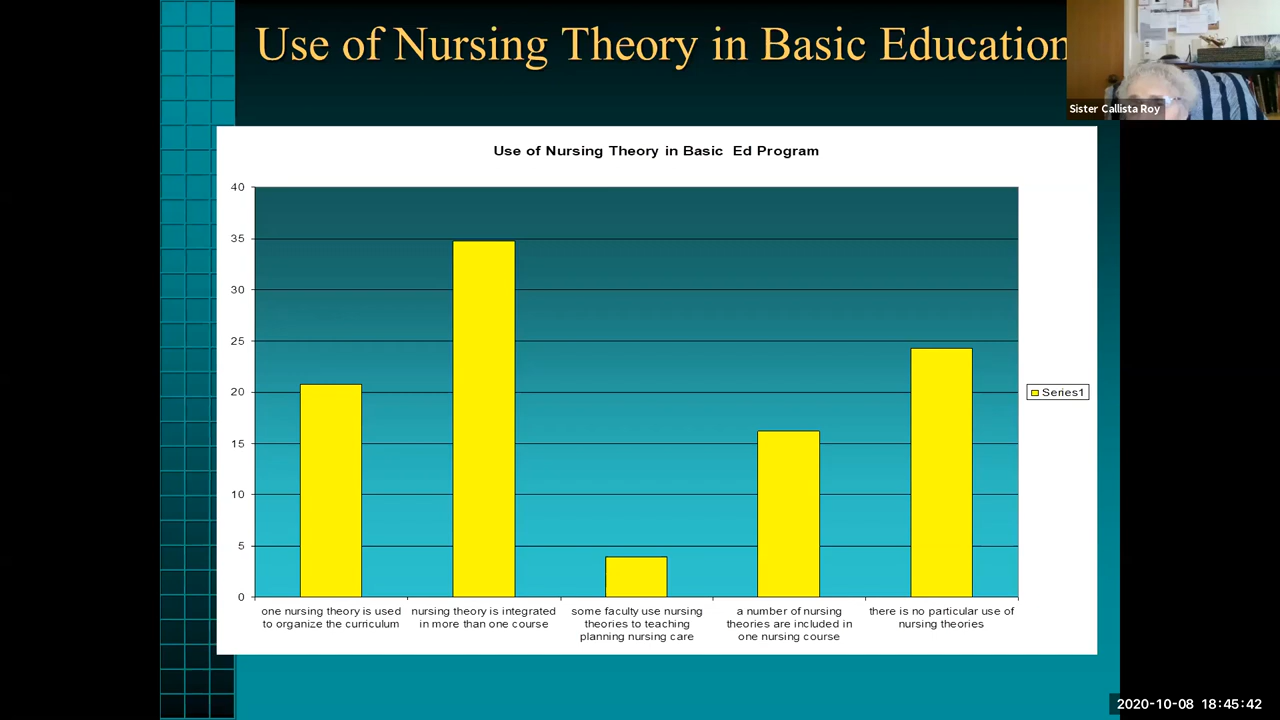 Use of Nursing Theory in Basic Education
Sister Callista Roy
Use of Nursing Theory in Basic Ed Program
40
35
30
25
20
15
10
5
0
Series1
one nursing theory is used
to organize the curriculum
nursing theory is integrated
in more than one course
some faculty use nursing
theories to teaching
planning nursing care
a number of nursing
theories are included in
one nursing course
there is no particular use of
nursing theories
2020-10-08 18:45:42